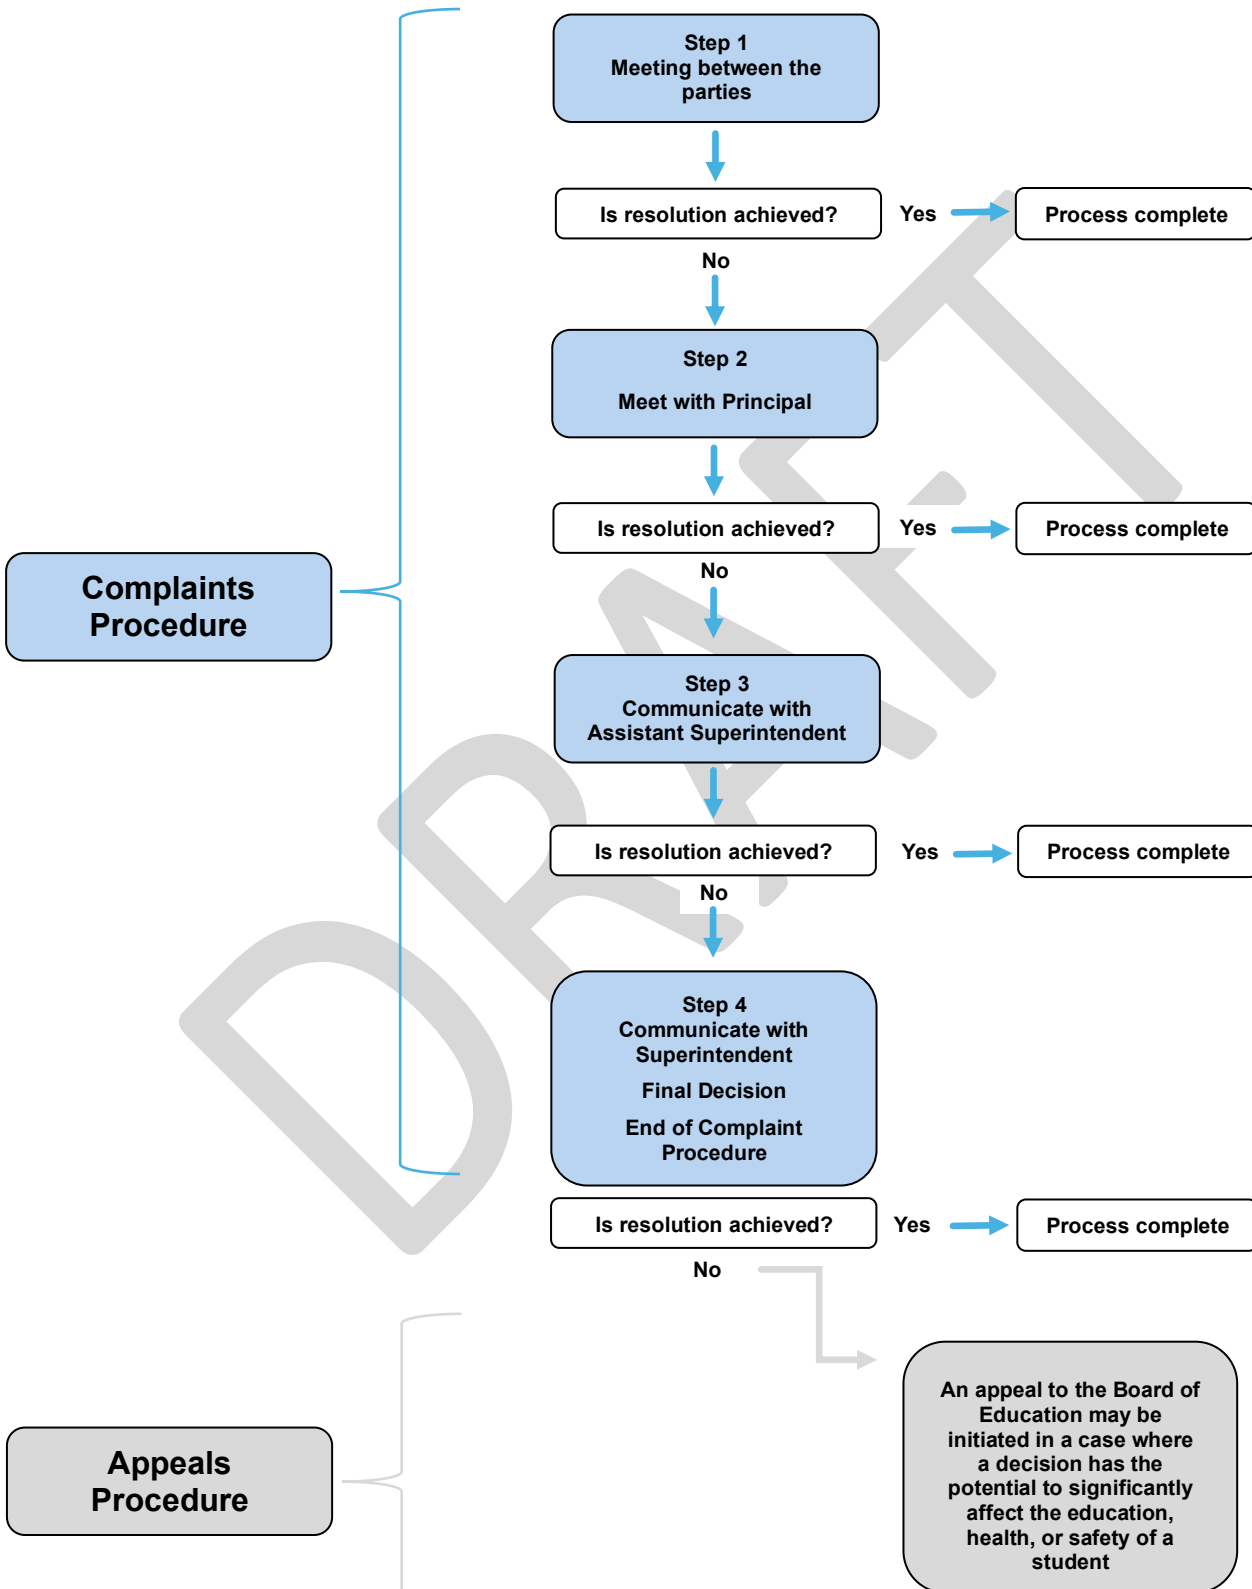 Step 1
Meeting between the
parties
Is resolution achieved?
Yes
Process complete
No
Step 2
Meet with Principal
Is resolution achieved?
Yes
Process complete
No
Complaints
Procedure
Step 3
Communicate with
Assistant Superintendent
Is resolution achieved?
Yes
Process complete
No
Step 4
Communicate with
Superintendent
Final Decision
End of Complaint
Procedure
Is resolution achieved?
Yes
Process complete
No
An appeal to the Board of
Education may be
initiated in a case where
a decision has the
potential to significantly
affect the education,
health, or safety of a
student
Appeals
Procedure
DRAFT